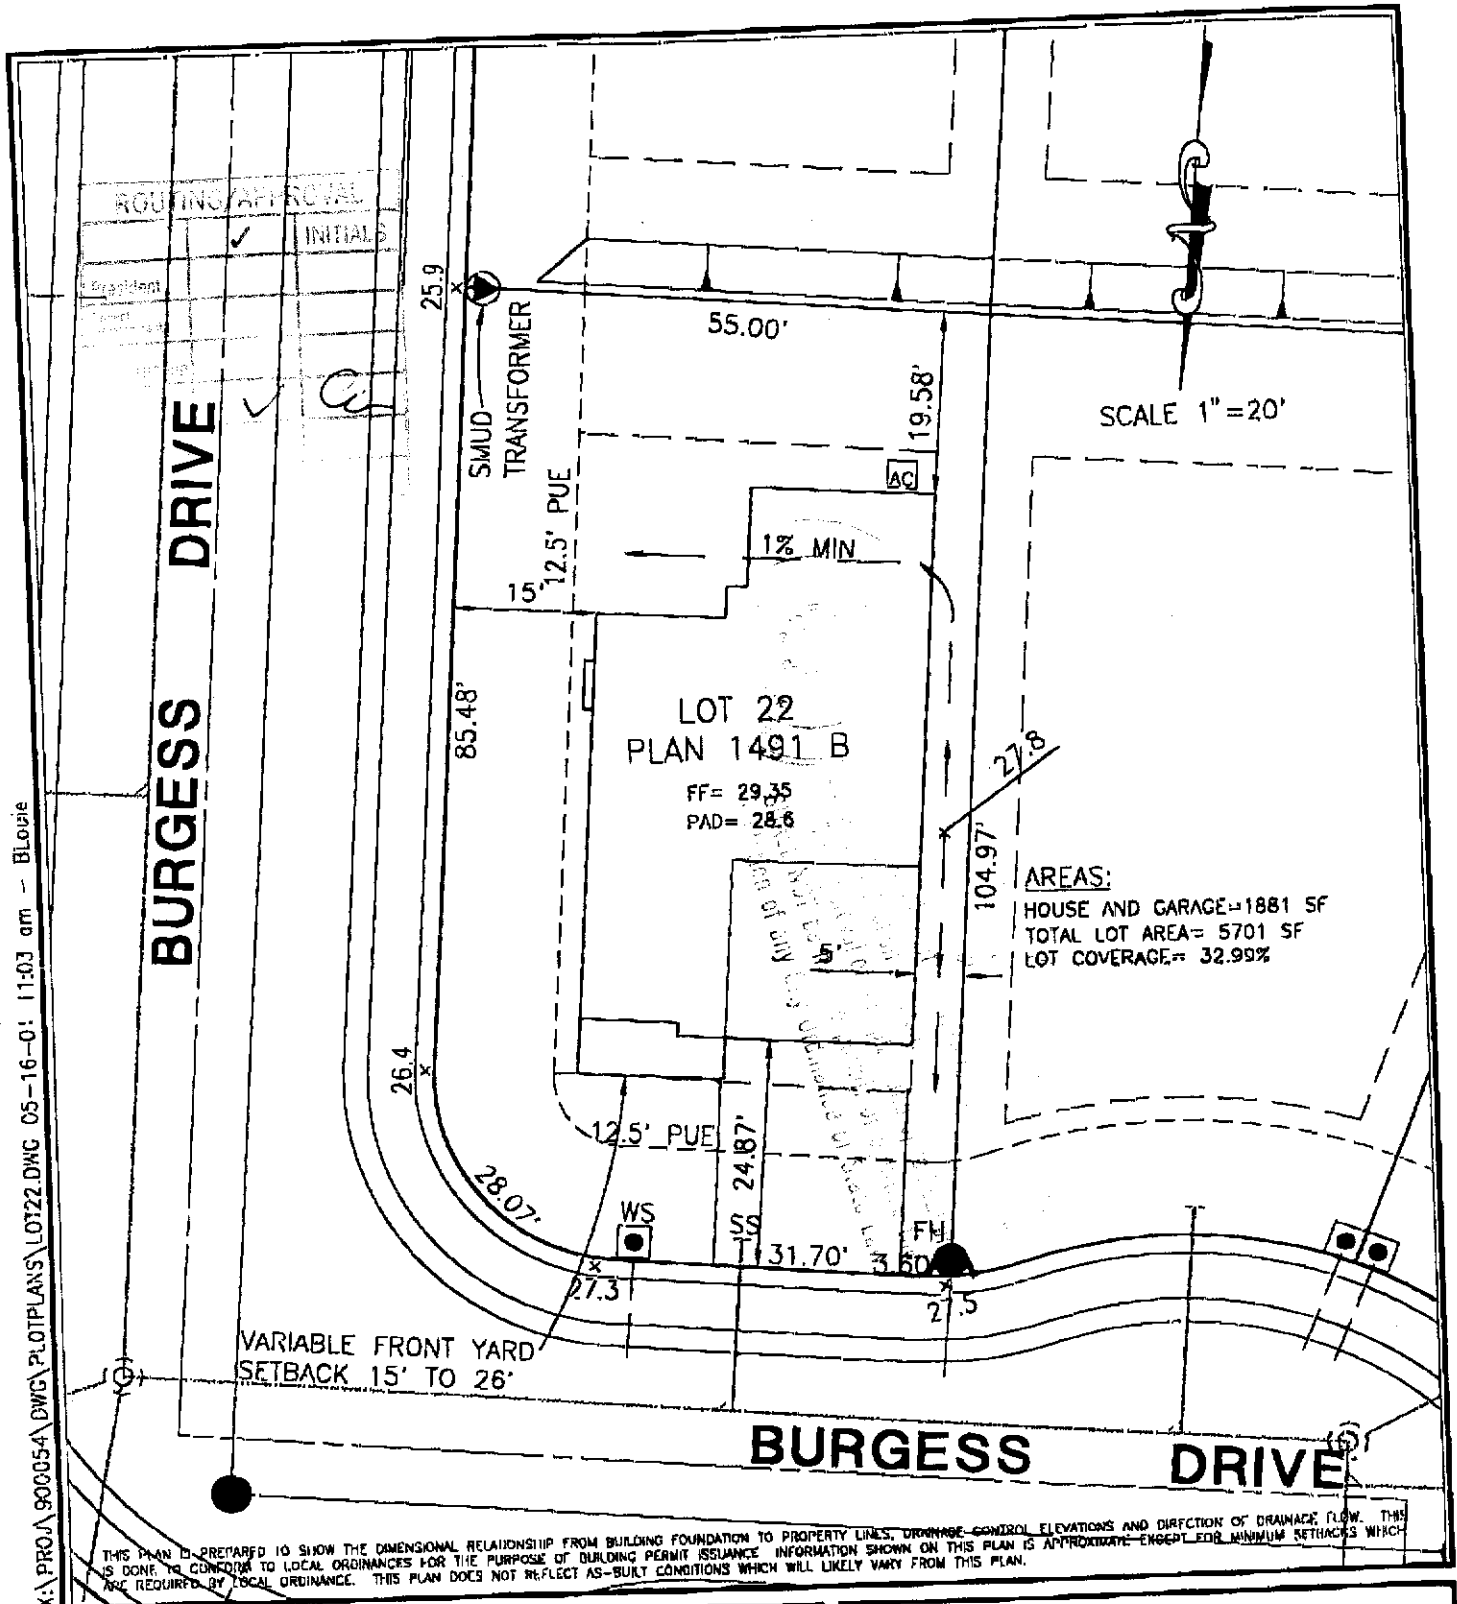 ROUTING/APPROVAL
INITIALS
President
25.9
SMUD
TRANSFORMER
55.00'
19.58'
SCALE 1"=20'
BURGESS DRIVE
12.5' PUE
AC
1% MIN
15'
85.48'
LOT 22
PLAN 1491 B
FF= 29.35
PAD= 28.6
27.8
104.97'
AREAS:
HOUSE AND GARAGE=1881 SF
TOTAL LOT AREA= 5701 SF
LOT COVERAGE= 32.99%
5'
26.4
12.5' PUE
24.87'
28.07'
WS
SS
FH
31.70'
3.60
27.3
27.5
VARIABLE FRONT YARD
SETBACK 15' TO 26'
BURGESS DRIVE
X:\PROJ\900054\DWG\PLOTPLANS\LOT22.DWG 05-16-01 11:03 am - BLouie
THIS PLAN IS PREPARED TO SHOW THE DIMENSIONAL RELATIONSHIP FROM BUILDING FOUNDATION TO PROPERTY LINES, DRAINAGE CONTROL ELEVATIONS AND DIRECTION OF DRAINAGE FLOW. THIS
IS DONE TO CONFORM TO LOCAL ORDINANCES FOR THE PURPOSE OF BUILDING PERMIT ISSUANCE. INFORMATION SHOWN ON THIS PLAN IS APPROXIMATE EXCEPT FOR MINIMUM SETBACKS WHICH
ARE REQUIRED BY LOCAL ORDINANCE. THIS PLAN DOES NOT REFLECT AS-BUILT CONDITIONS WHICH WILL LIKELY VARY FROM THIS PLAN.